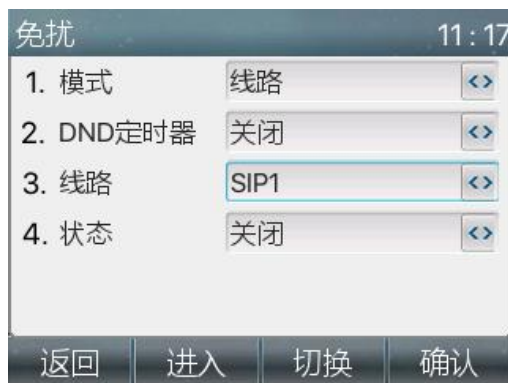 免扰 11:17
1. 模式 线路
2. DND定时器 关闭
3. 线路 SIP1
4. 状态 关闭
返回 进入 切换 确认